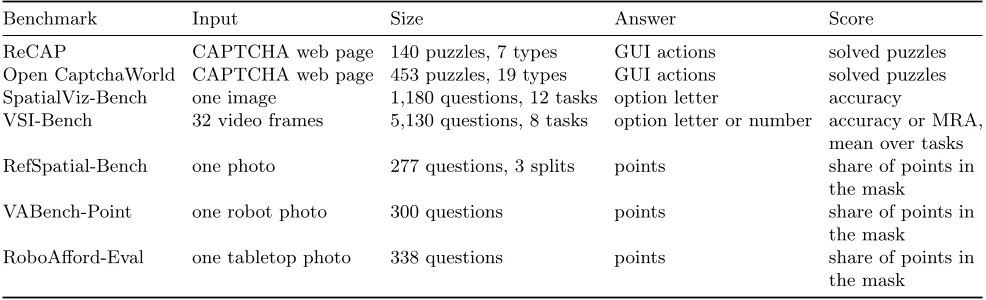 Benchmark Input Size Answer Score
ReCAP CAPTCHA web page 140 puzzles, 7 types GUI actions solved puzzles
Open CaptchaWorld CAPTCHA web page 453 puzzles, 19 types GUI actions solved puzzles
SpatialViz-Bench one image 1,180 questions, 12 tasks option letter accuracy
VSI-Bench 32 video frames 5,130 questions, 8 tasks option letter or number accuracy or MRA,
mean over tasks
RefSpatial-Bench one photo 277 questions, 3 splits points share of points in
the mask
VABench-Point one robot photo 300 questions points share of points in
the mask
RoboAfford-Eval one tabletop photo 338 questions points share of points in
the mask